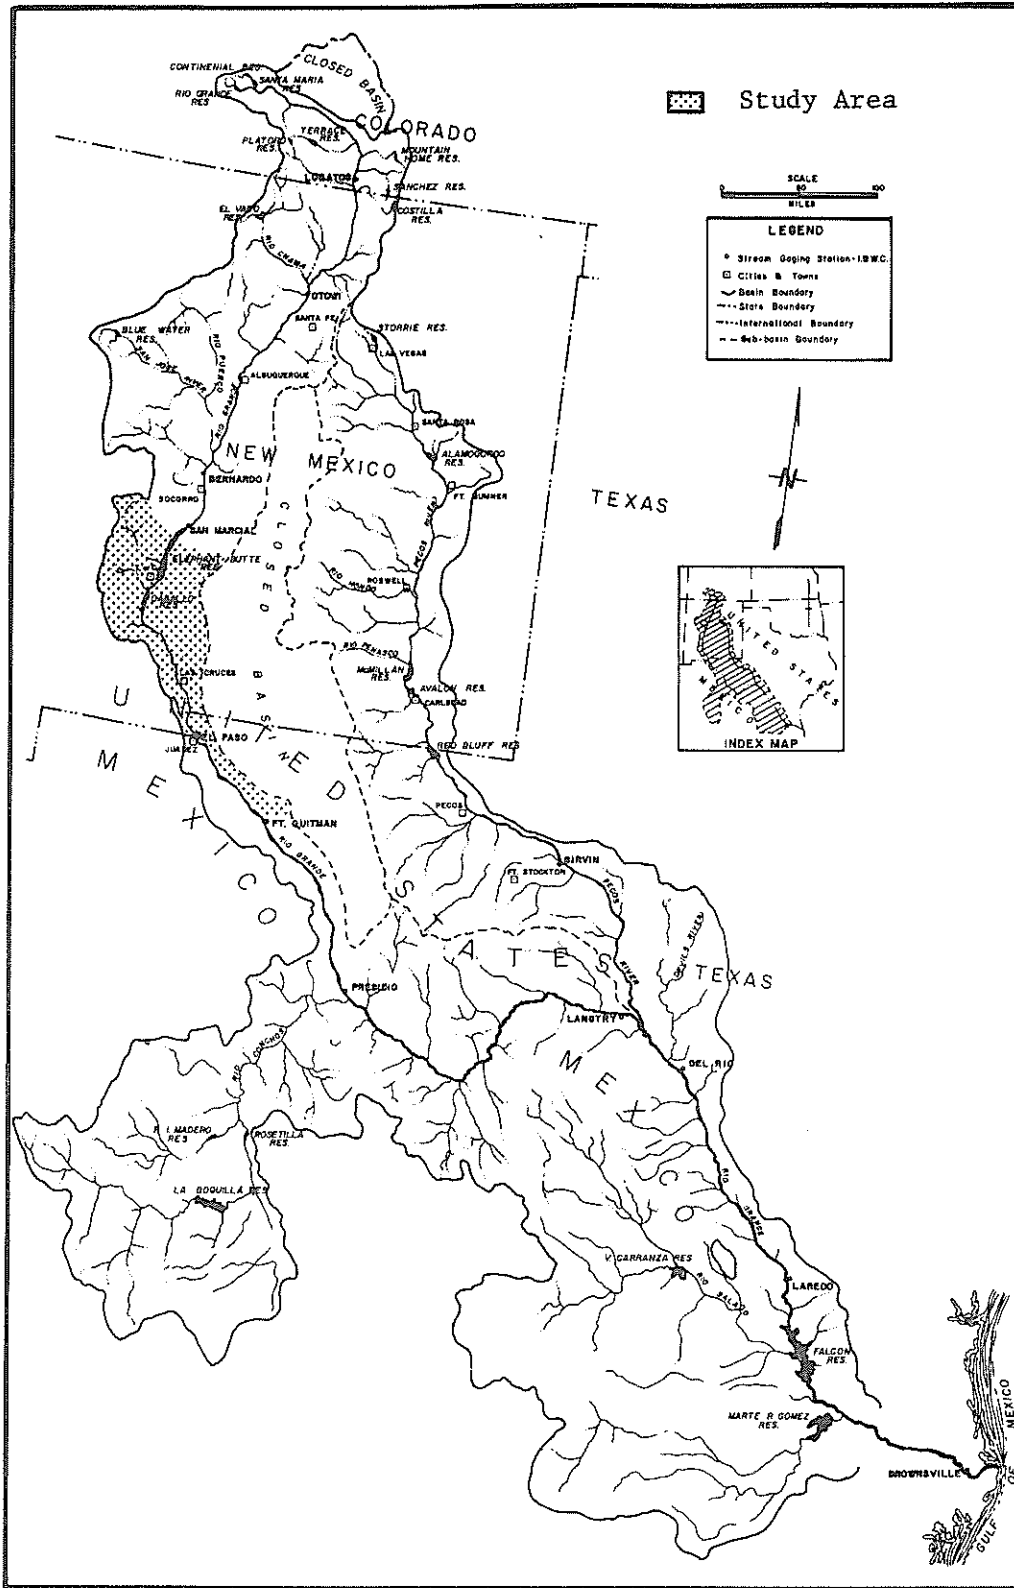 CLOSED BASIN
CONTINENIAL RES.
SANTA MARIA
RES
RIO GRANDE
RES
COLORADO
TERRACE
RES.
PLATORO
RES.
MOUNTAIN
HOME RES.
LOBATOS
SANCHEZ RES.
COSTILLA
RES.
EL VADO
RES.
RIO CHAMA
OTOWI
SANTA FE
STORRIE RES.
LAS VEGAS
BLUE WATER
RES.
SAN JOSE RIVER
RIO PUERCO
ALBUQUERQUE
RIO GRANDE
SANTA ROSA
ALAMOGORDO
RES.
NEW MEXICO
BERNARDO
SOCORRO
FT. SUMNER
PECOS RIVER
TEXAS
SAN MARCIAL
ELEPHANT BUTTE
RES.
CLOSED BASIN
ROSWELL
RIO HONDO
RIO PENASCO
McMILLAN
RES.
AVALON RES.
CARLSBAD
LAS CRUCES
EL PASO
JUAREZ
RED BLUFF RES
UNITED STATES
MEXICO
PECOS
FT. QUITMAN
RIO GRANDE
GIRVIN
FT. STOCKTON
PECOS RIVER
DEVILS RIVER
TEXAS
PRESIDIO
LANGTRY
DEL RIO
RIO CONCHOS
MEXICO
ROSETILLA
RES.
LA BOQUILLA RES
RIO GRANDE
V. CARRANZA RES
RIO SALADO
LAREDO
FALCON
RES.
MARTE R. GOMEZ
RES.
BROWNSVILLE
GULF OF MEXICO
Study Area
SCALE
0 50 100
MILES
LEGEND
Stream Gaging Station - I.B.W.C.
Cities & Towns
Basin Boundary
State Boundary
International Boundary
Sub-basin Boundary
N
UNITED STATES
MEXICO
INDEX MAP